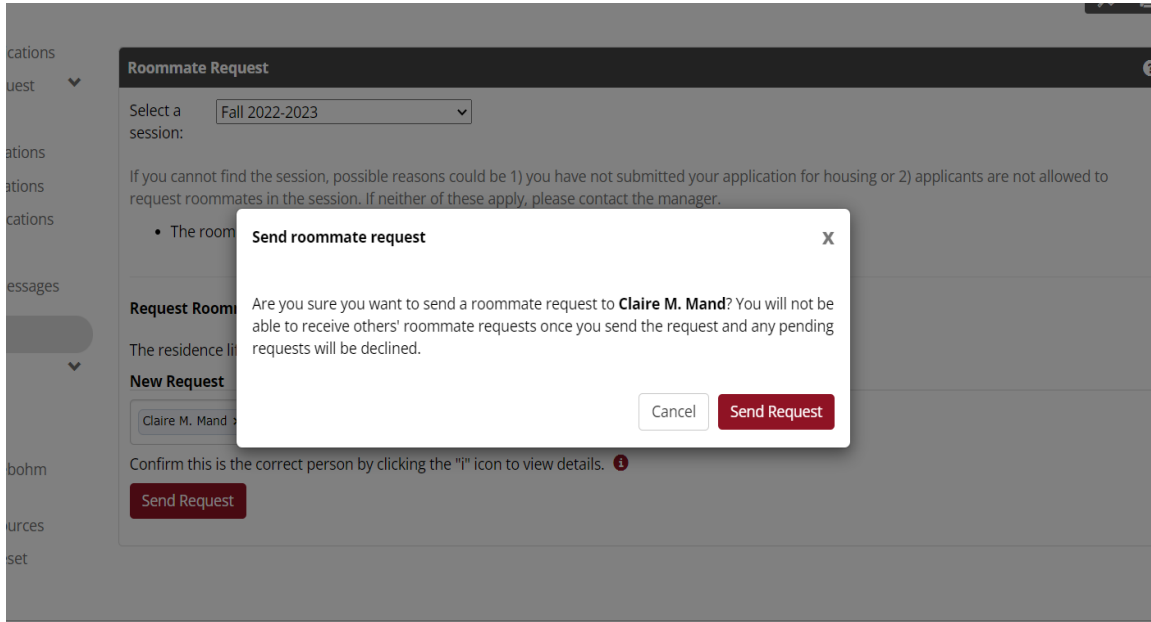 cations
uest
ations
ations
cations
essages
bohm
urces
set
Roommate Request
Select a
session:
Fall 2022-2023
If you cannot find the session, possible reasons could be 1) you have not submitted your application for housing or 2) applicants are not allowed to
request roommates in the session. If neither of these apply, please contact the manager.
• The room
Send roommate request
X
Are you sure you want to send a roommate request to Claire M. Mand? You will not be
able to receive others' roommate requests once you send the request and any pending
requests will be declined.
Cancel
Send Request
Request Room
The residence li
New Request
Claire M. Mand
Confirm this is the correct person by clicking the "i" icon to view details.
Send Request